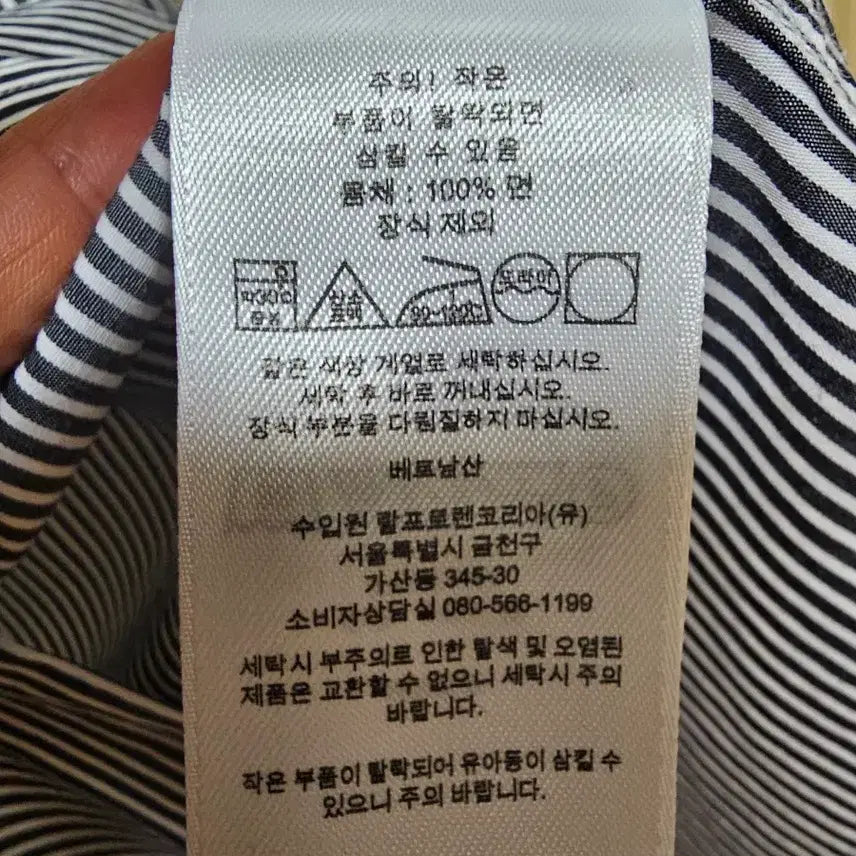 주의! 작은
부품이 탈락되면
삼킬 수 있음
몸채 : 100% 면
장식 제외
약30℃
중성
산소
표백
90-120℃
드라이
같은 색상 계열로 세탁하십시오.
세탁 후 바로 꺼내십시오.
장식 부분을 다림질하지 마십시오.
베트남산
수입원 랄프로렌코리아(유)
서울특별시 금천구
가산동 345-30
소비자상담실 080-566-1199
세탁시 부주의로 인한 탈색 및 오염된
제품은 교환할 수 없으니 세탁시 주의
바랍니다.
작은 부품이 탈락되어 유아동이 삼킬 수
있으니 주의 바랍니다.